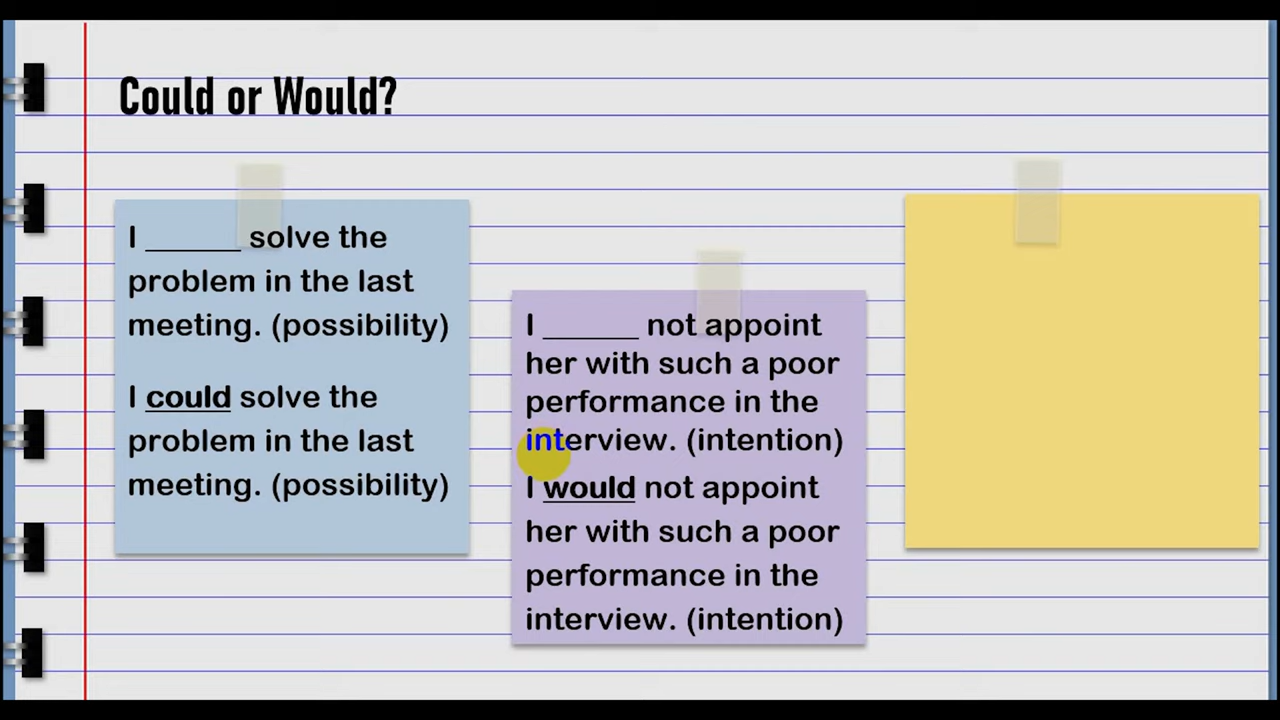 Could or Would?
I ______ solve the
problem in the last
meeting. (possibility)
I could solve the
problem in the last
meeting. (possibility)
I ______ not appoint
her with such a poor
performance in the
interview. (intention)
I would not appoint
her with such a poor
performance in the
interview. (intention)